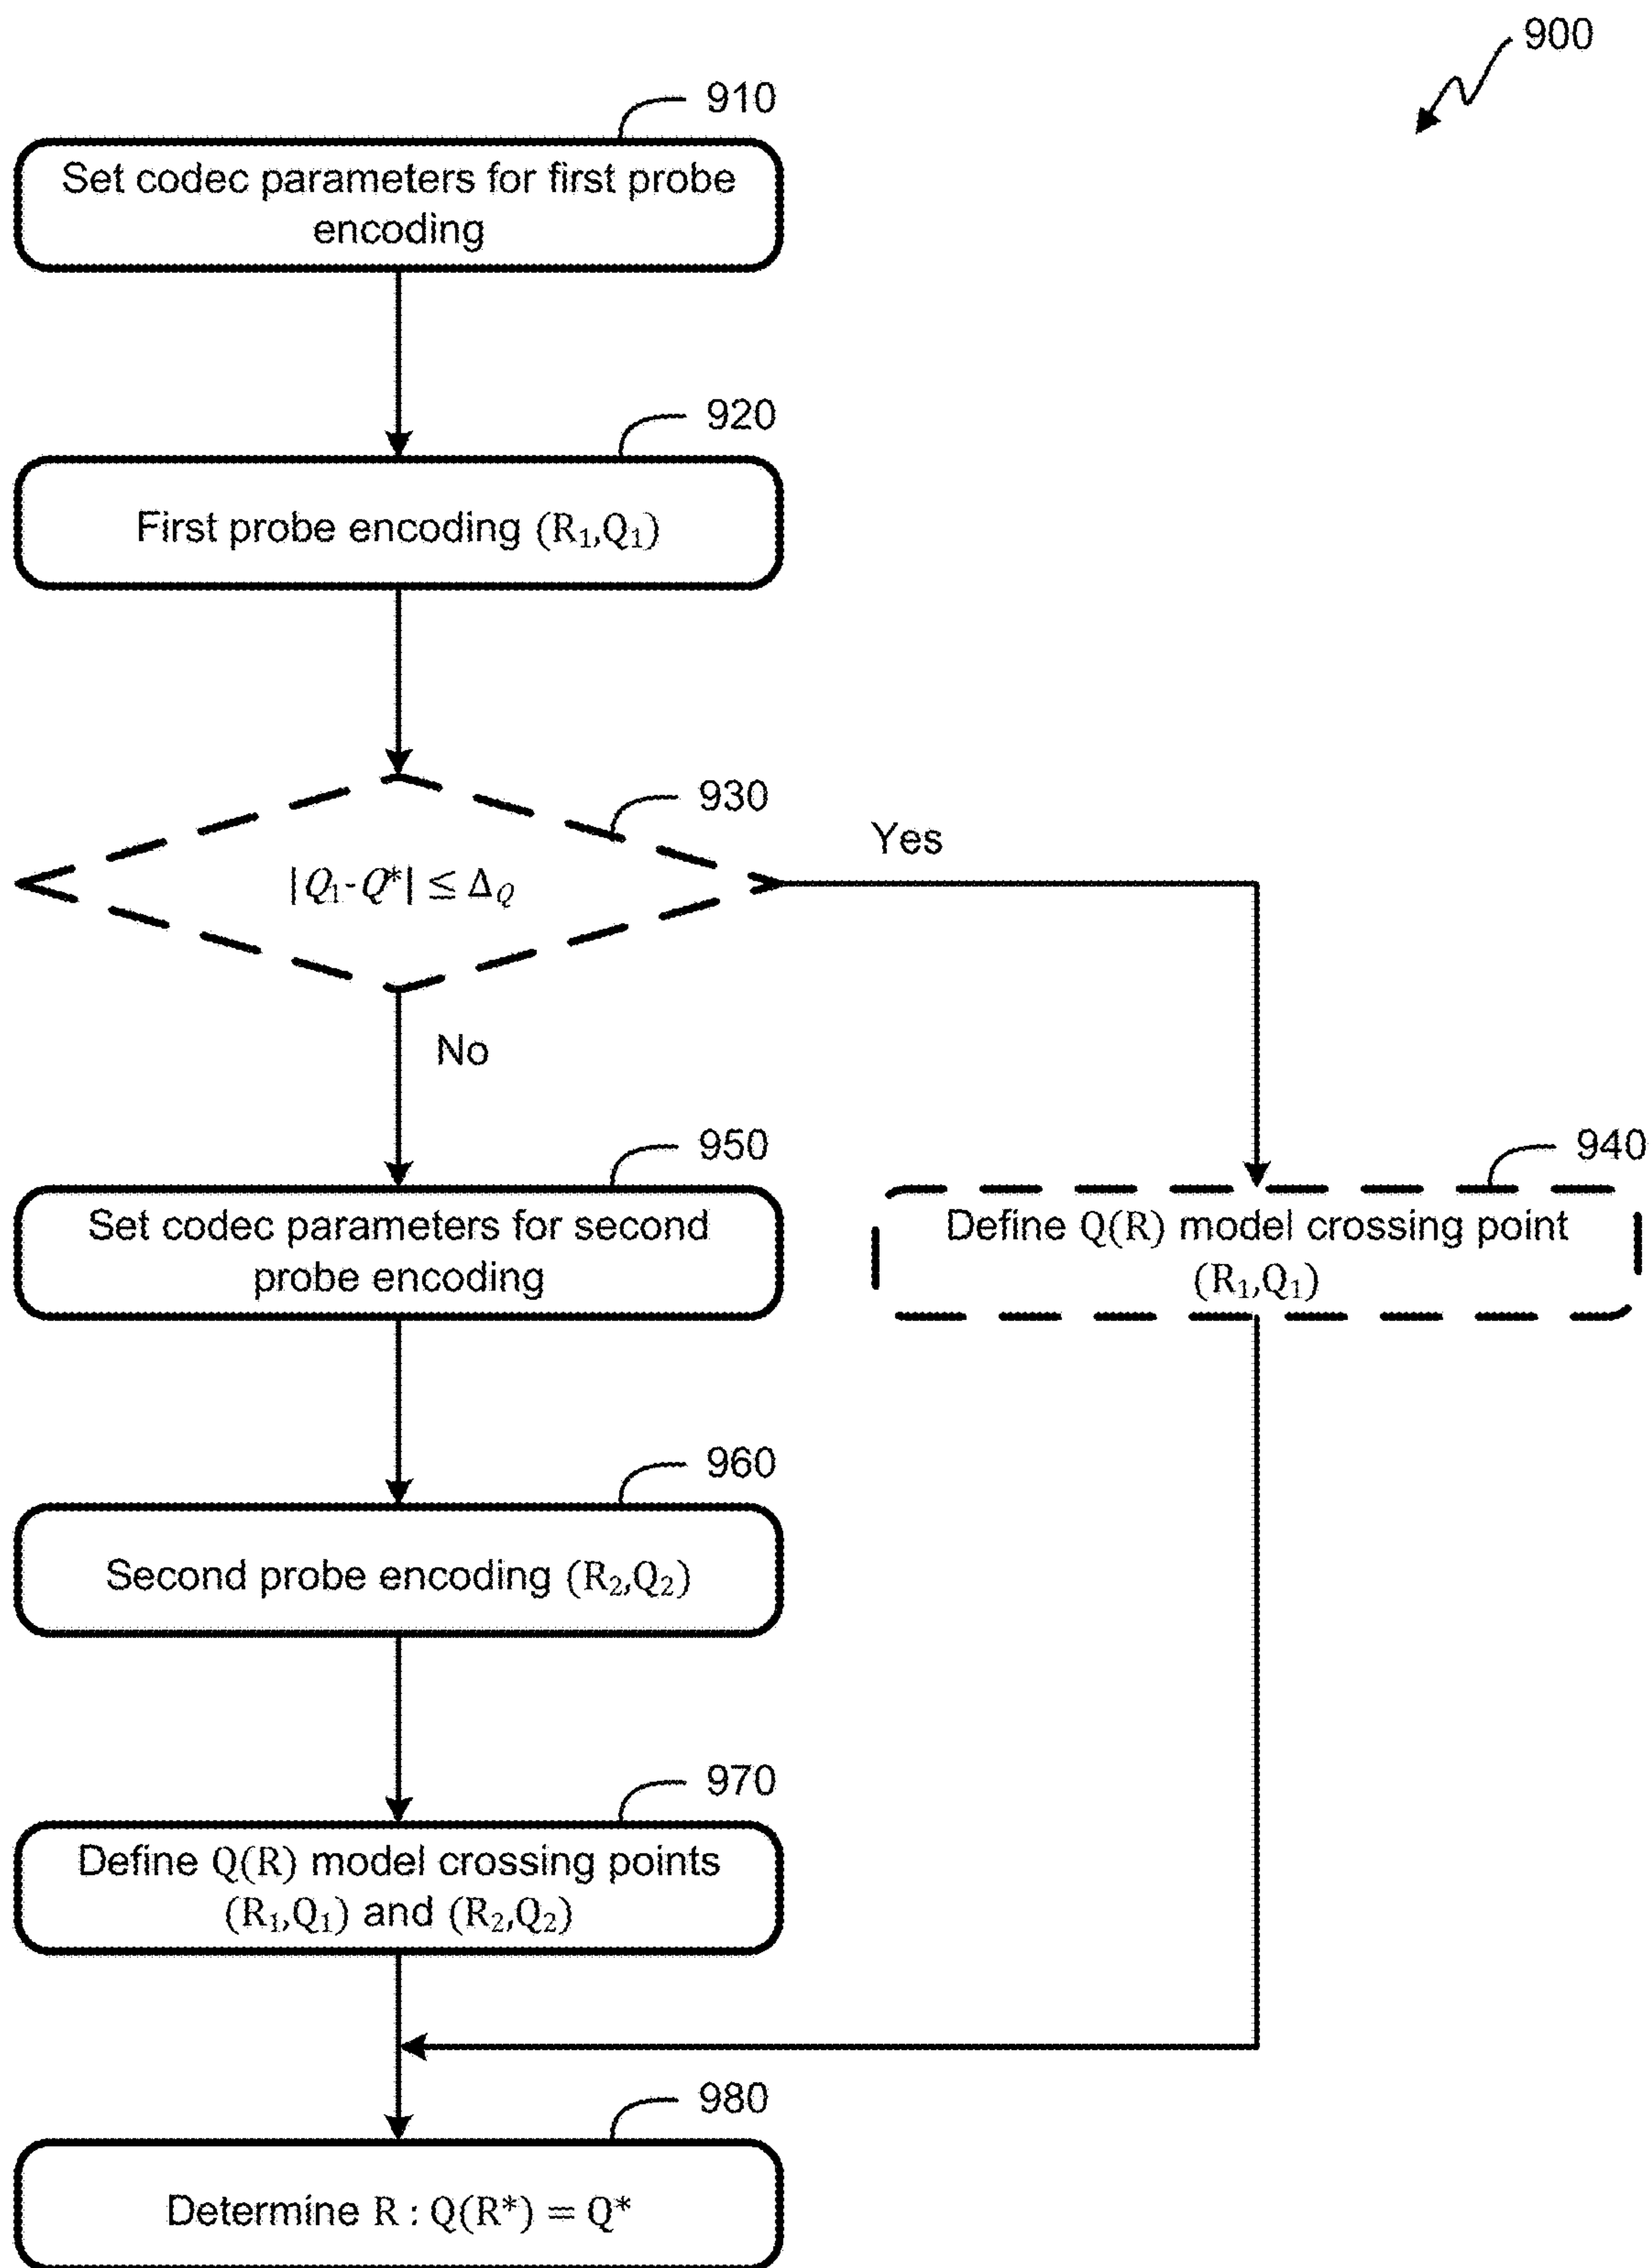 900
910
Set codec parameters for first probe
encoding
920
First probe encoding (R₁,Q₁)
930
|Q₁-Q*| ≤ Δ_Q
Yes
No
950
Set codec parameters for second
probe encoding
940
Define Q(R) model crossing point
(R₁,Q₁)
960
Second probe encoding (R₂,Q₂)
970
Define Q(R) model crossing points
(R₁,Q₁) and (R₂,Q₂)
980
Determine R : Q(R*) = Q*